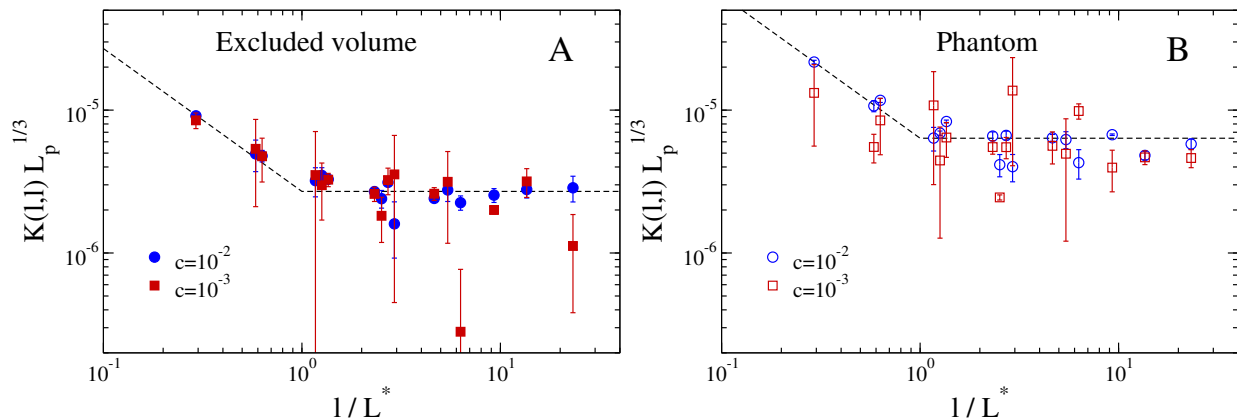 Excluded volume
A
K(l,l) L_p^{1/3}
10^{-5}
10^{-6}
c=10^{-2}
c=10^{-3}
10^{-1}
10^0
10^1
l / L^*
Phantom
B
K(l,l) L_p^{1/3}
10^{-5}
10^{-6}
c=10^{-2}
c=10^{-3}
10^{-1}
10^0
10^1
l / L^*